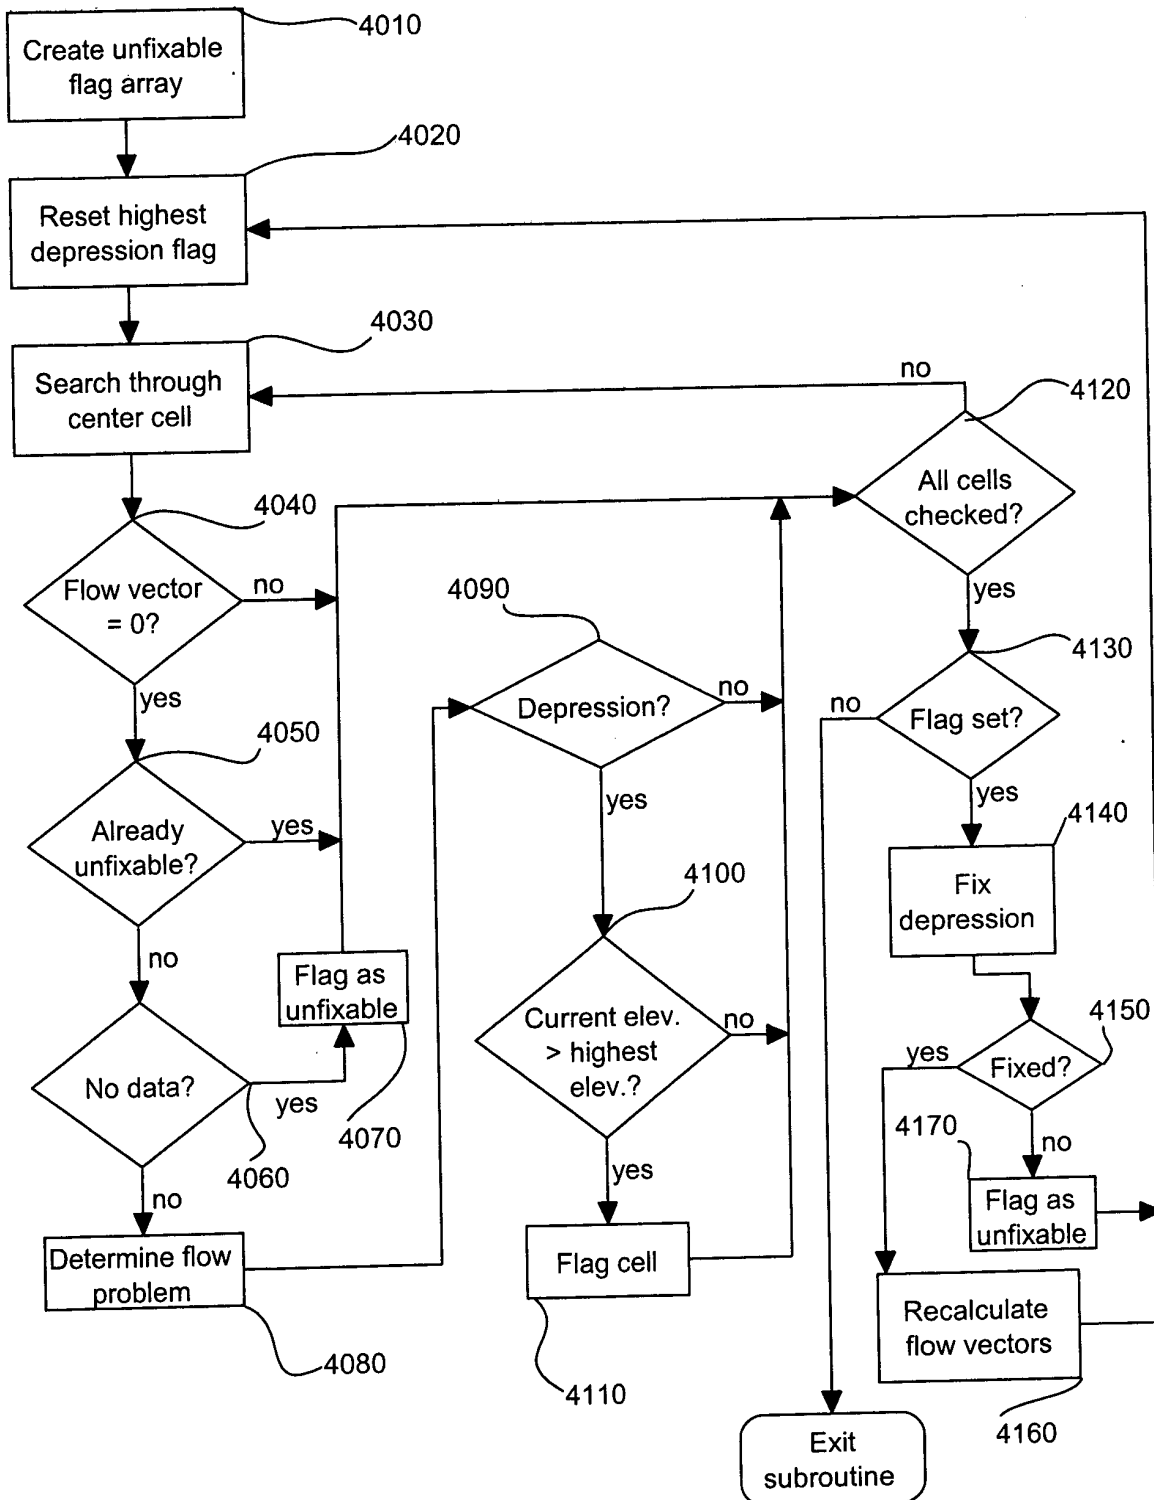 Create unfixable
flag array
4010
Reset highest
depression flag
4020
Search through
center cell
4030
Flow vector
= 0?
4040
no
yes
Already
unfixable?
4050
yes
no
No data?
4060
yes
no
Flag as
unfixable
4070
Determine flow
problem
4080
Depression?
4090
no
yes
Current elev.
> highest
elev.?
4100
no
yes
Flag cell
4110
no
All cells
checked?
4120
yes
Flag set?
4130
no
yes
Fix
depression
4140
Fixed?
4150
yes
no
Flag as
unfixable
4170
Recalculate
flow vectors
4160
Exit
subroutine